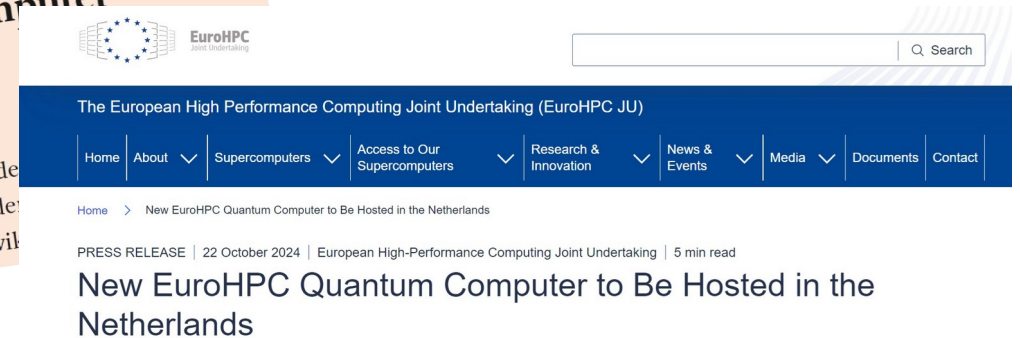 EuroHPC
Joint Undertaking
Search
The European High Performance Computing Joint Undertaking (EuroHPC JU)
Home About Supercomputers Access to Our Supercomputers Research & Innovation News & Events Media Documents Contact
Home > New EuroHPC Quantum Computer to Be Hosted in the Netherlands
PRESS RELEASE | 22 October 2024 | European High-Performance Computing Joint Undertaking | 5 min read
New EuroHPC Quantum Computer to Be Hosted in the
Netherlands